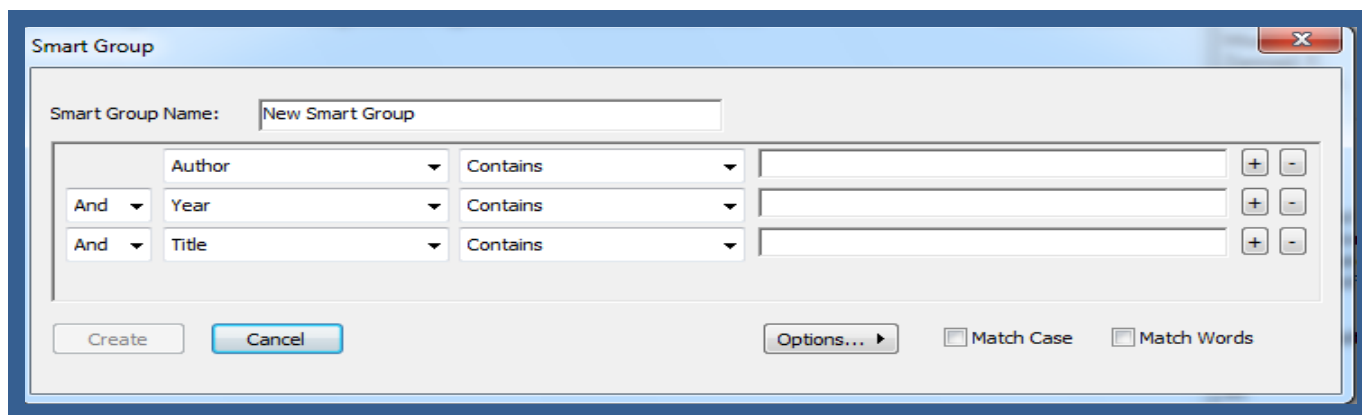 Smart Group
Smart Group Name: New Smart Group
Author Contains + -
And Year Contains + -
And Title Contains + -
Create Cancel Options... Match Case Match Words